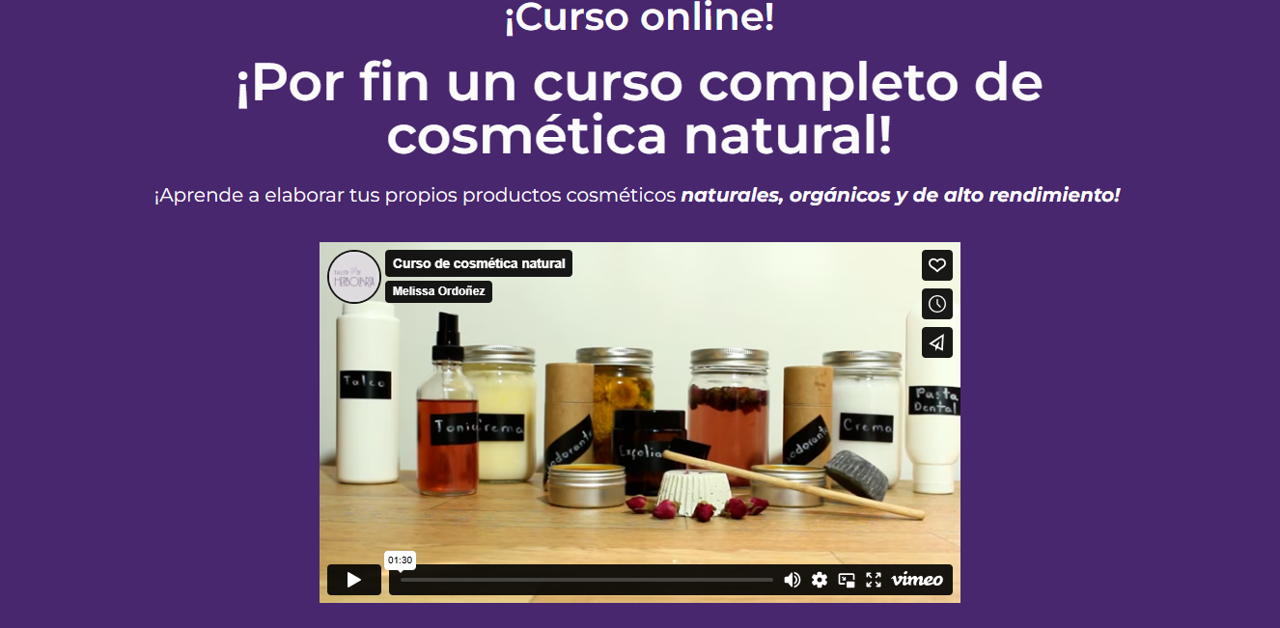 ¡Curso online!
¡Por fin un curso completo de
cosmética natural!
¡Aprende a elaborar tus propios productos cosméticos naturales, orgánicos y de alto rendimiento!
Curso de cosmética natural
Melissa Ordoñez
TALLER DE
HERBOLARIA
Talco
Tonic
Crema
Exfolia
Crema
Pasta
Dental
01:30
vimeo